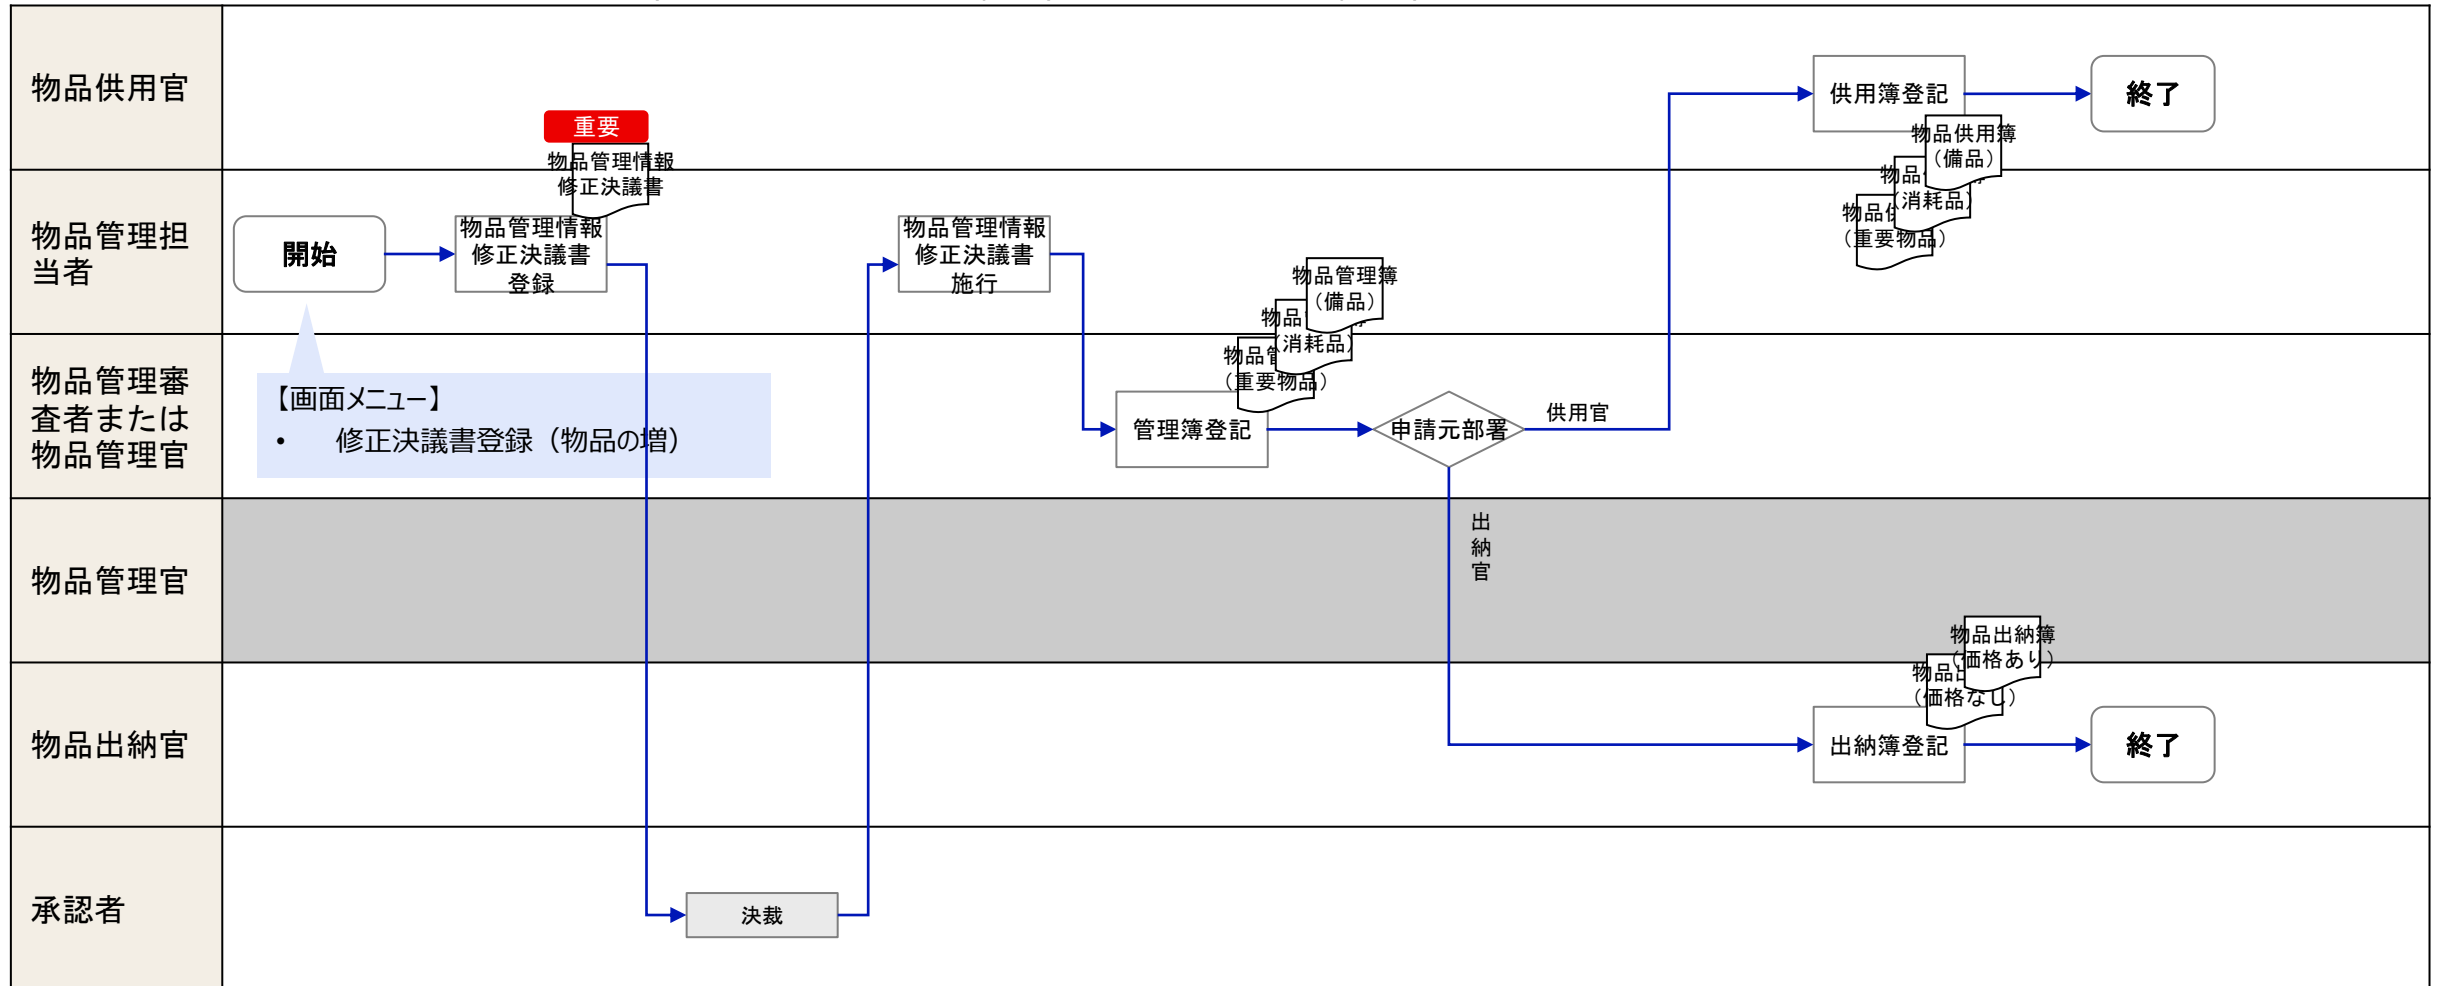 物品供用官
重要
物品管理情報
修正決議書
供用簿登記
終了
物品供用簿
（備品）
（消耗品）
（重要物品）
物品管理担
当者
開始
物品管理情報
修正決議書
登録
物品管理情報
修正決議書
施行
物品管理簿
（備品）
（消耗品）
（重要物品）
物品管理審
査者または
物品管理官
【画面メニュー】
• 修正決議書登録（物品の増）
管理簿登記
申請元部署
供用官
物品管理官
出
納
官
物品出納簿
（価格あり）
（価格なし）
物品出納官
出納簿登記
終了
承認者
決裁